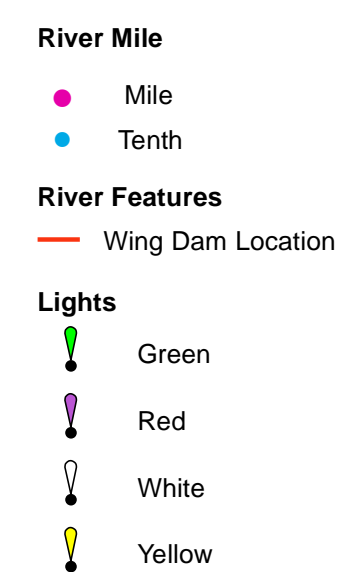 River Mile
Mile
Tenth
River Features
Wing Dam Location
Lights
Green
Red
White
Yellow